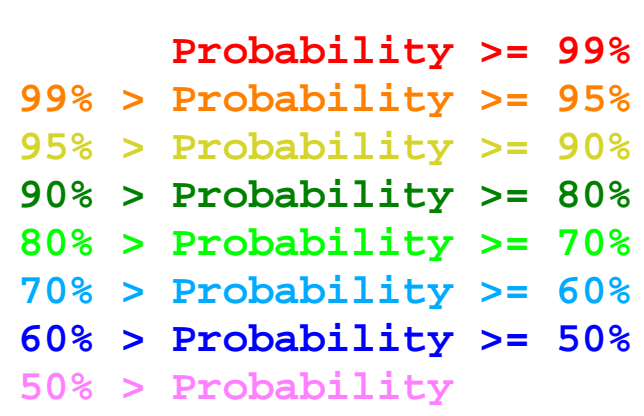 Probability >= 99%
99% > Probability >= 95%
95% > Probability >= 90%
90% > Probability >= 80%
80% > Probability >= 70%
70% > Probability >= 60%
60% > Probability >= 50%
50% > Probability